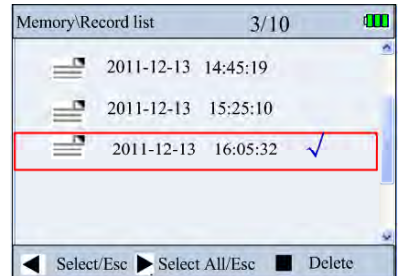 Memory\Record list 3/10
2011-12-13 14:45:19
2011-12-13 15:25:10
2011-12-13 16:05:32 √
Select/Esc Select All/Esc Delete